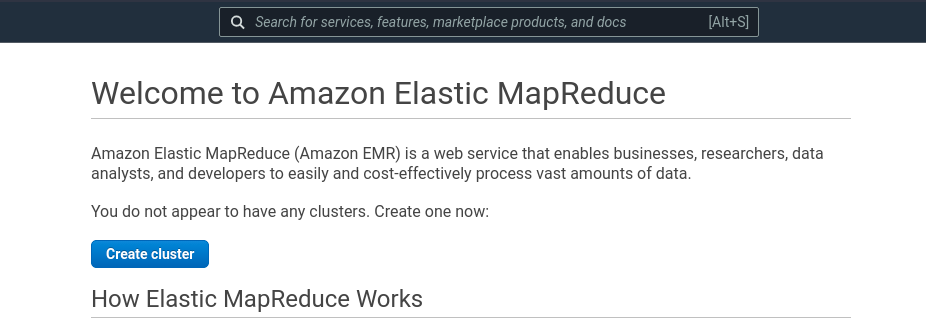 Search for services, features, marketplace products, and docs [Alt+S]
Welcome to Amazon Elastic MapReduce
Amazon Elastic MapReduce (Amazon EMR) is a web service that enables businesses, researchers, data
analysts, and developers to easily and cost-effectively process vast amounts of data.
You do not appear to have any clusters. Create one now:
Create cluster
How Elastic MapReduce Works